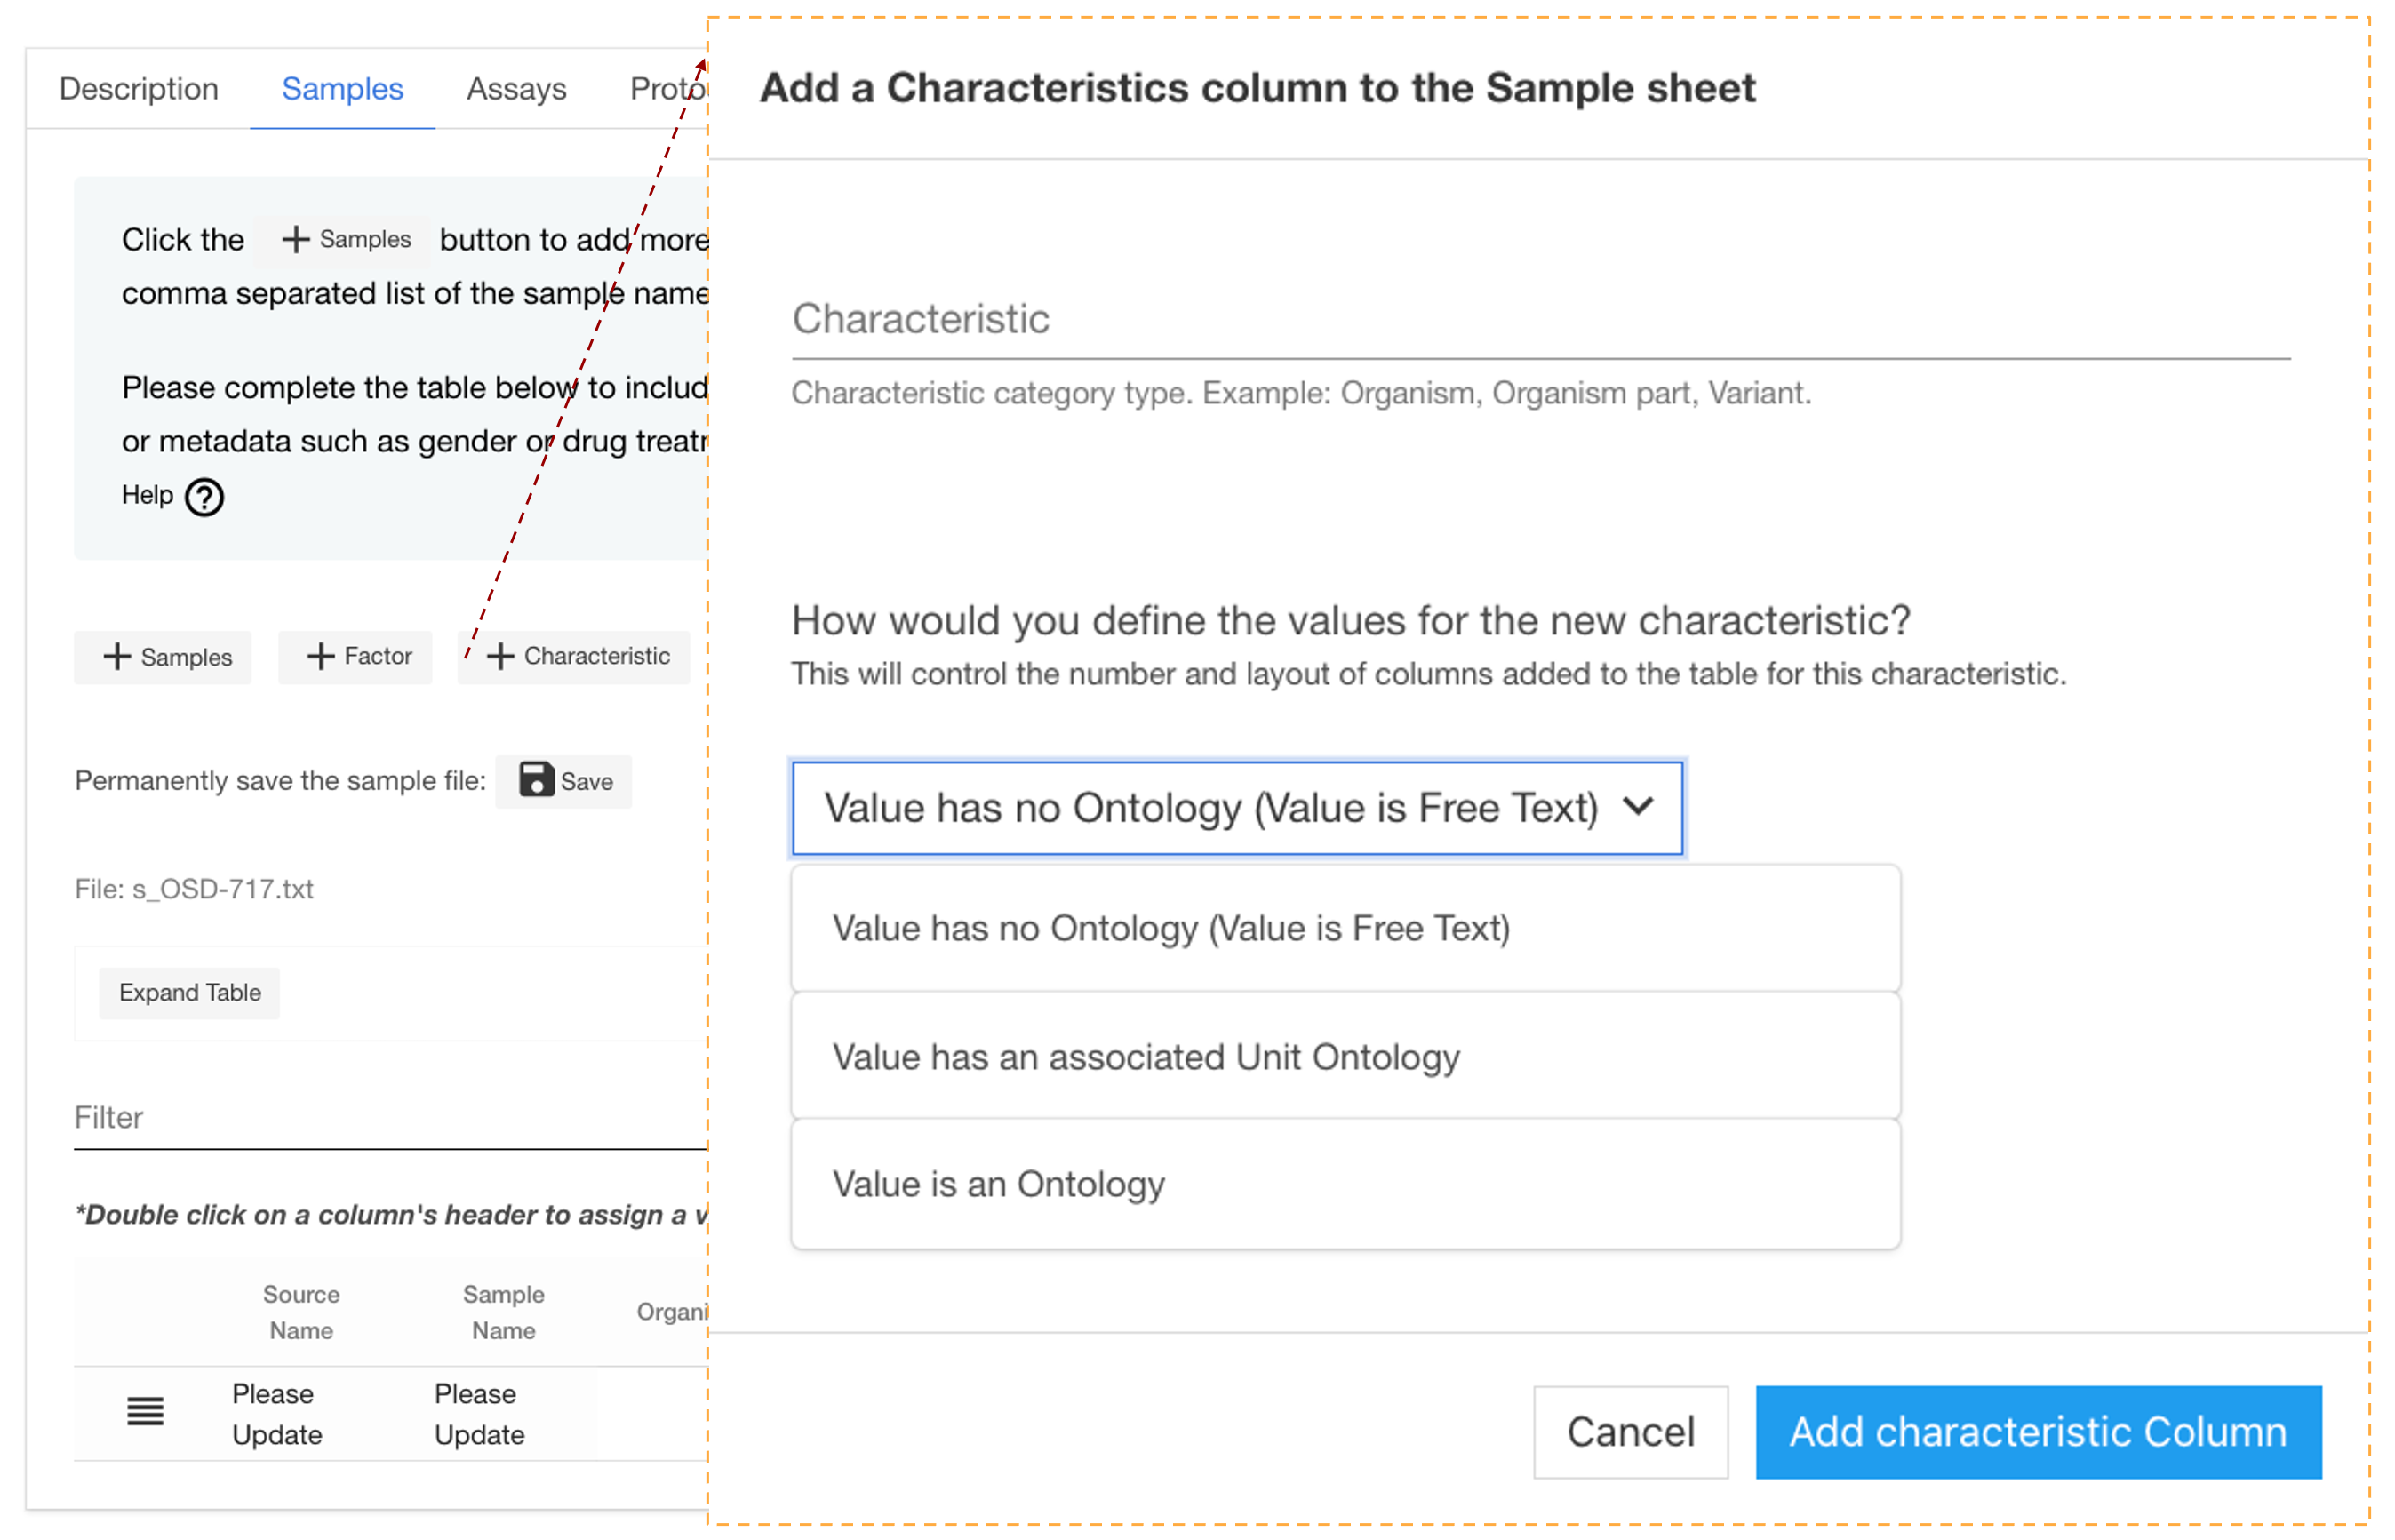 Description Samples Assays Proto
Click the + Samples button to add more
comma separated list of the sample name
Please complete the table below to includ
or metadata such as gender or drug treatr
Help ?
+ Samples + Factor + Characteristic
Permanently save the sample file: Save
File: s_OSD-717.txt
Expand Table
Filter
*Double click on a column's header to assign a v
Source Name
Sample Name
Organi
Please Update
Please Update
Add a Characteristics column to the Sample sheet
Characteristic
Characteristic category type. Example: Organism, Organism part, Variant.
How would you define the values for the new characteristic?
This will control the number and layout of columns added to the table for this characteristic.
Value has no Ontology (Value is Free Text)
Value has no Ontology (Value is Free Text)
Value has an associated Unit Ontology
Value is an Ontology
Cancel Add characteristic Column